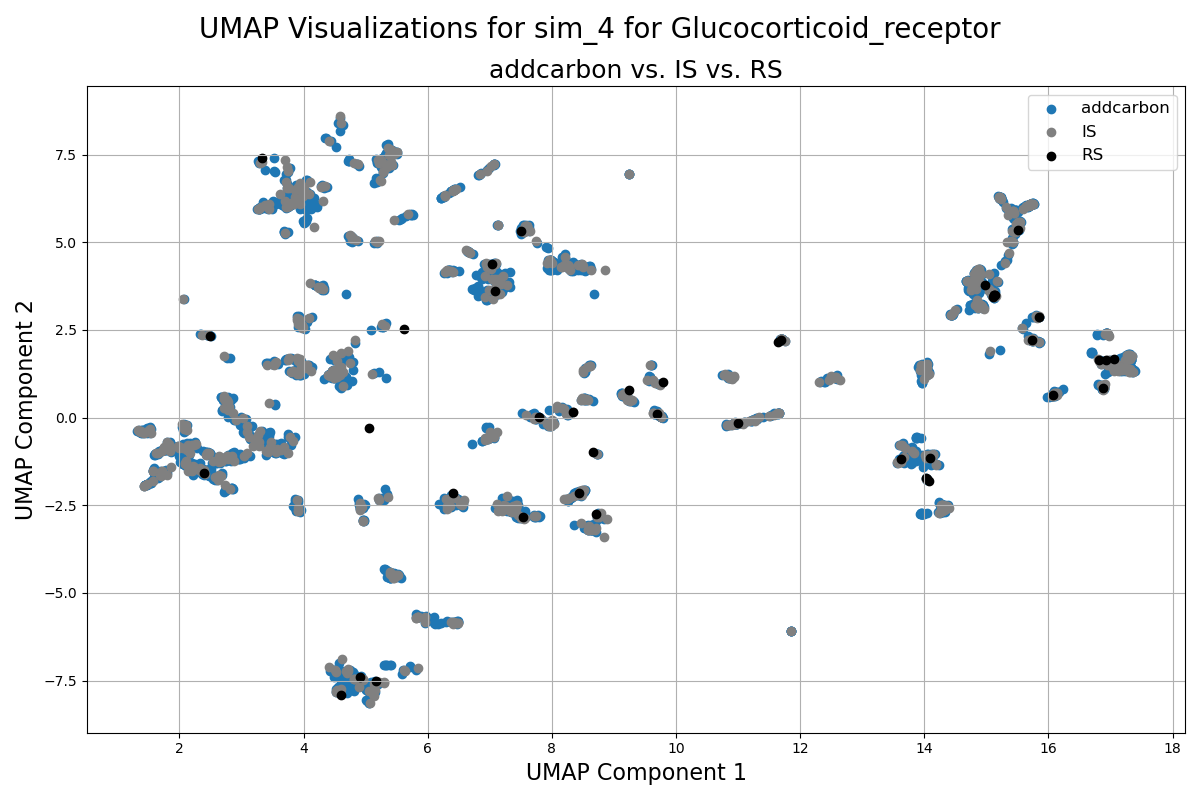 UMAP Visualizations for sim_4 for Glucocorticoid_receptor
addcarbon vs. IS vs. RS
addcarbon
IS
RS
7.5
5.0
2.5
0.0
−2.5
−5.0
−7.5
UMAP Component 2
2 4 6 8 10 12 14 16 18
UMAP Component 1